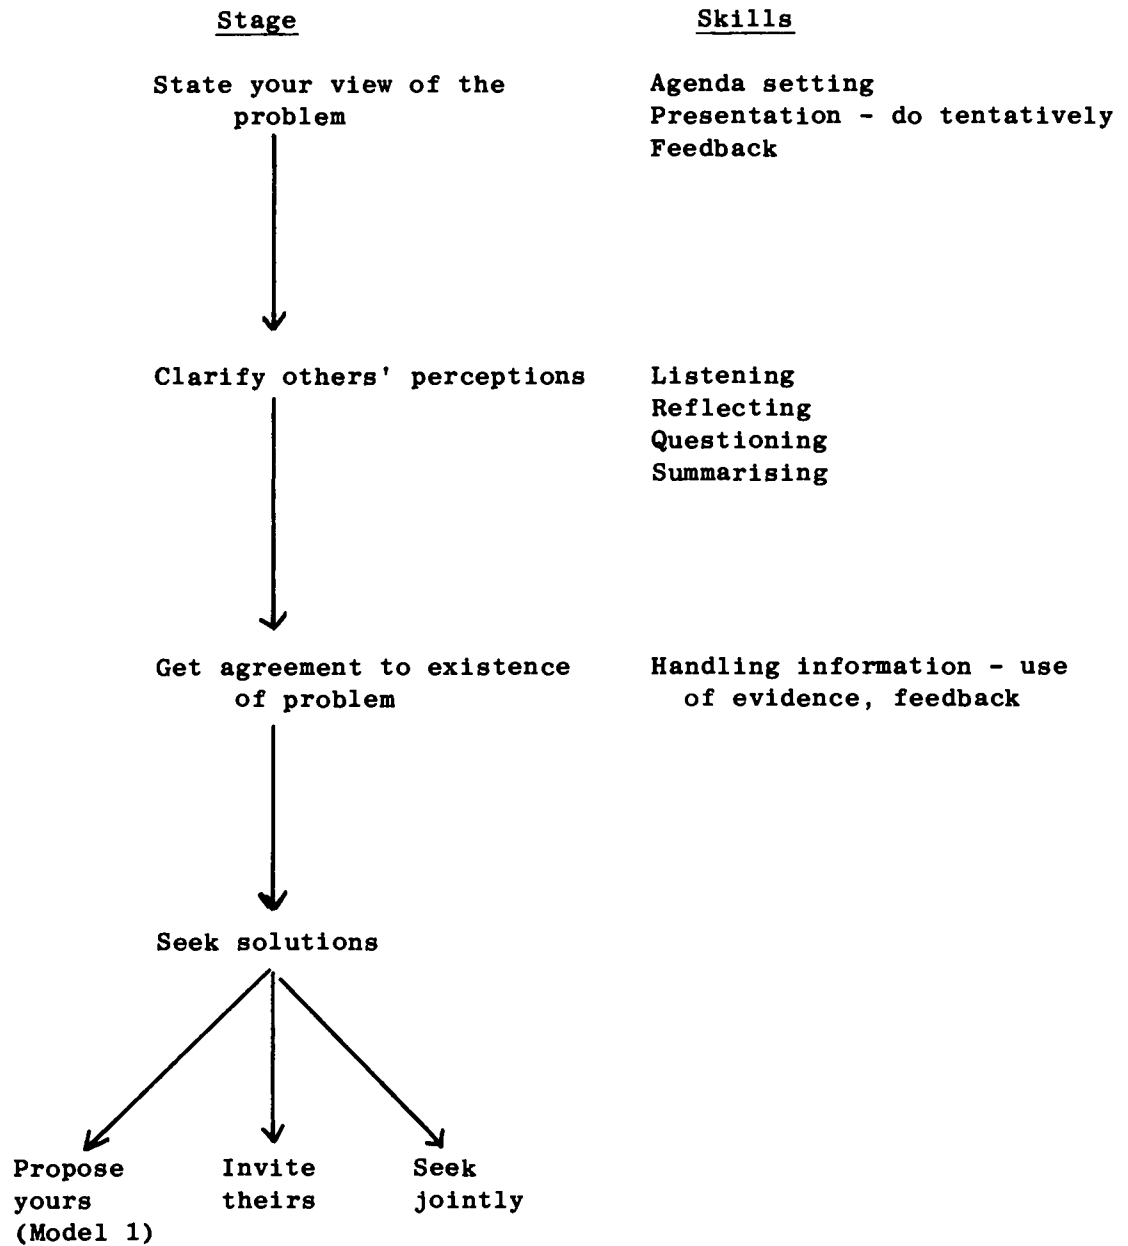 Stage
Skills
State your view of the
problem
Agenda setting
Presentation - do tentatively
Feedback
Clarify others' perceptions
Listening
Reflecting
Questioning
Summarising
Get agreement to existence
of problem
Handling information - use
of evidence, feedback
Seek solutions
Propose
yours
(Model 1)
Invite
theirs
Seek
jointly